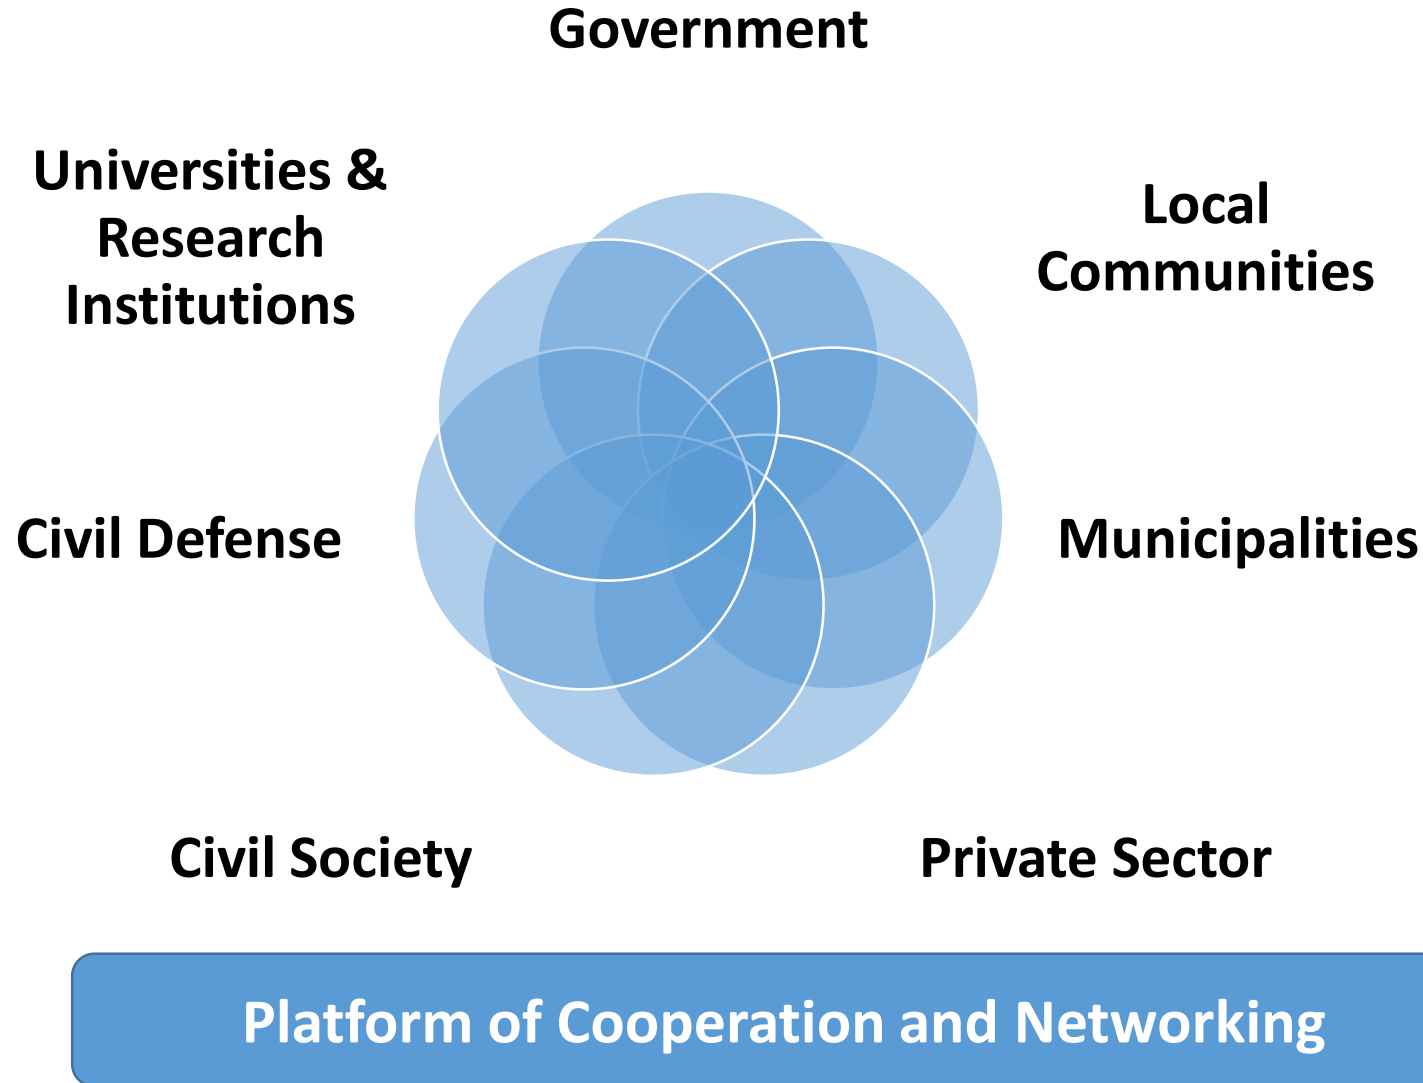 Government
Universities &
Research
Institutions
Local
Communities
Civil Defense
Municipalities
Civil Society
Private Sector
Platform of Cooperation and Networking